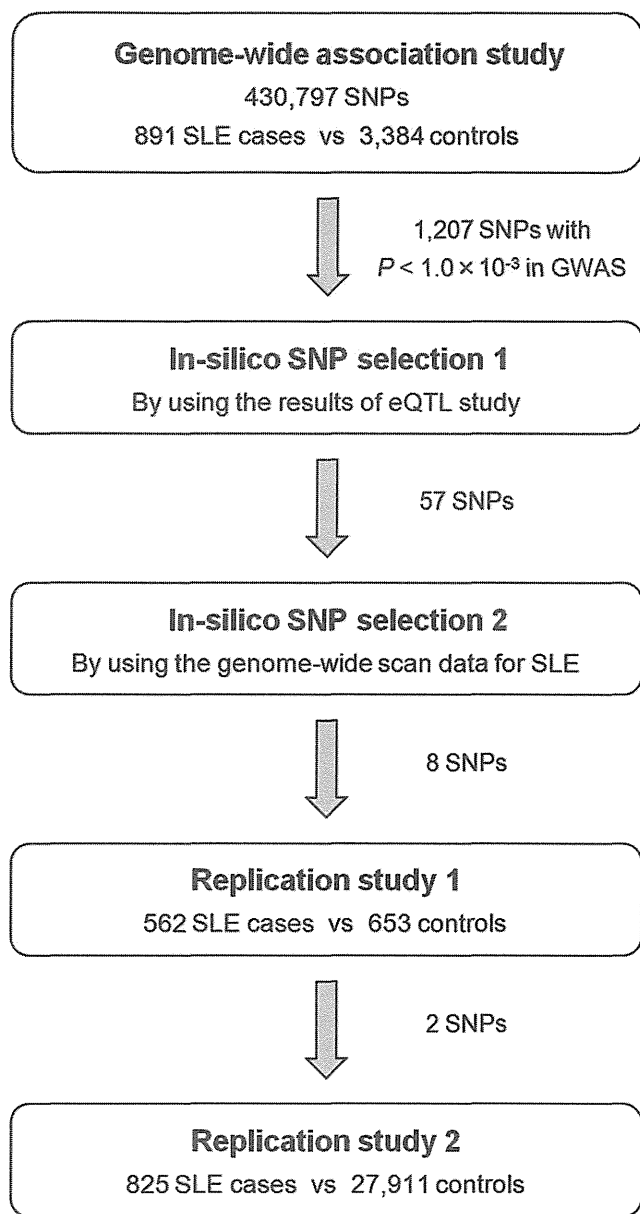 Genome-wide association study
430,797 SNPs
891 SLE cases vs 3,384 controls
1,207 SNPs with
P < 1.0 × 10⁻³ in GWAS
In-silico SNP selection 1
By using the results of eQTL study
57 SNPs
In-silico SNP selection 2
By using the genome-wide scan data for SLE
8 SNPs
Replication study 1
562 SLE cases vs 653 controls
2 SNPs
Replication study 2
825 SLE cases vs 27,911 controls